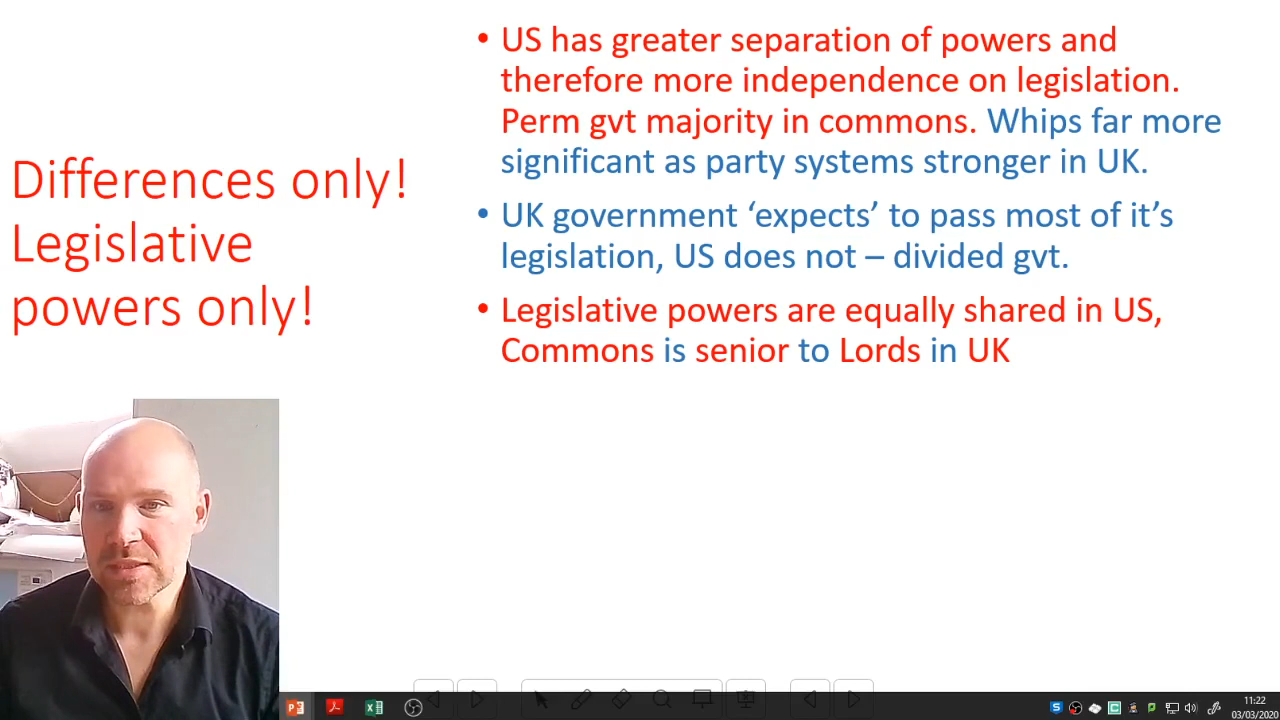 Differences only!
Legislative
powers only!
• US has greater separation of powers and
therefore more independence on legislation.
Perm gvt majority in commons. Whips far more
significant as party systems stronger in UK.
• UK government ‘expects’ to pass most of it’s
legislation, US does not – divided gvt.
• Legislative powers are equally shared in US,
Commons is senior to Lords in UK
11:22
03/03/2020